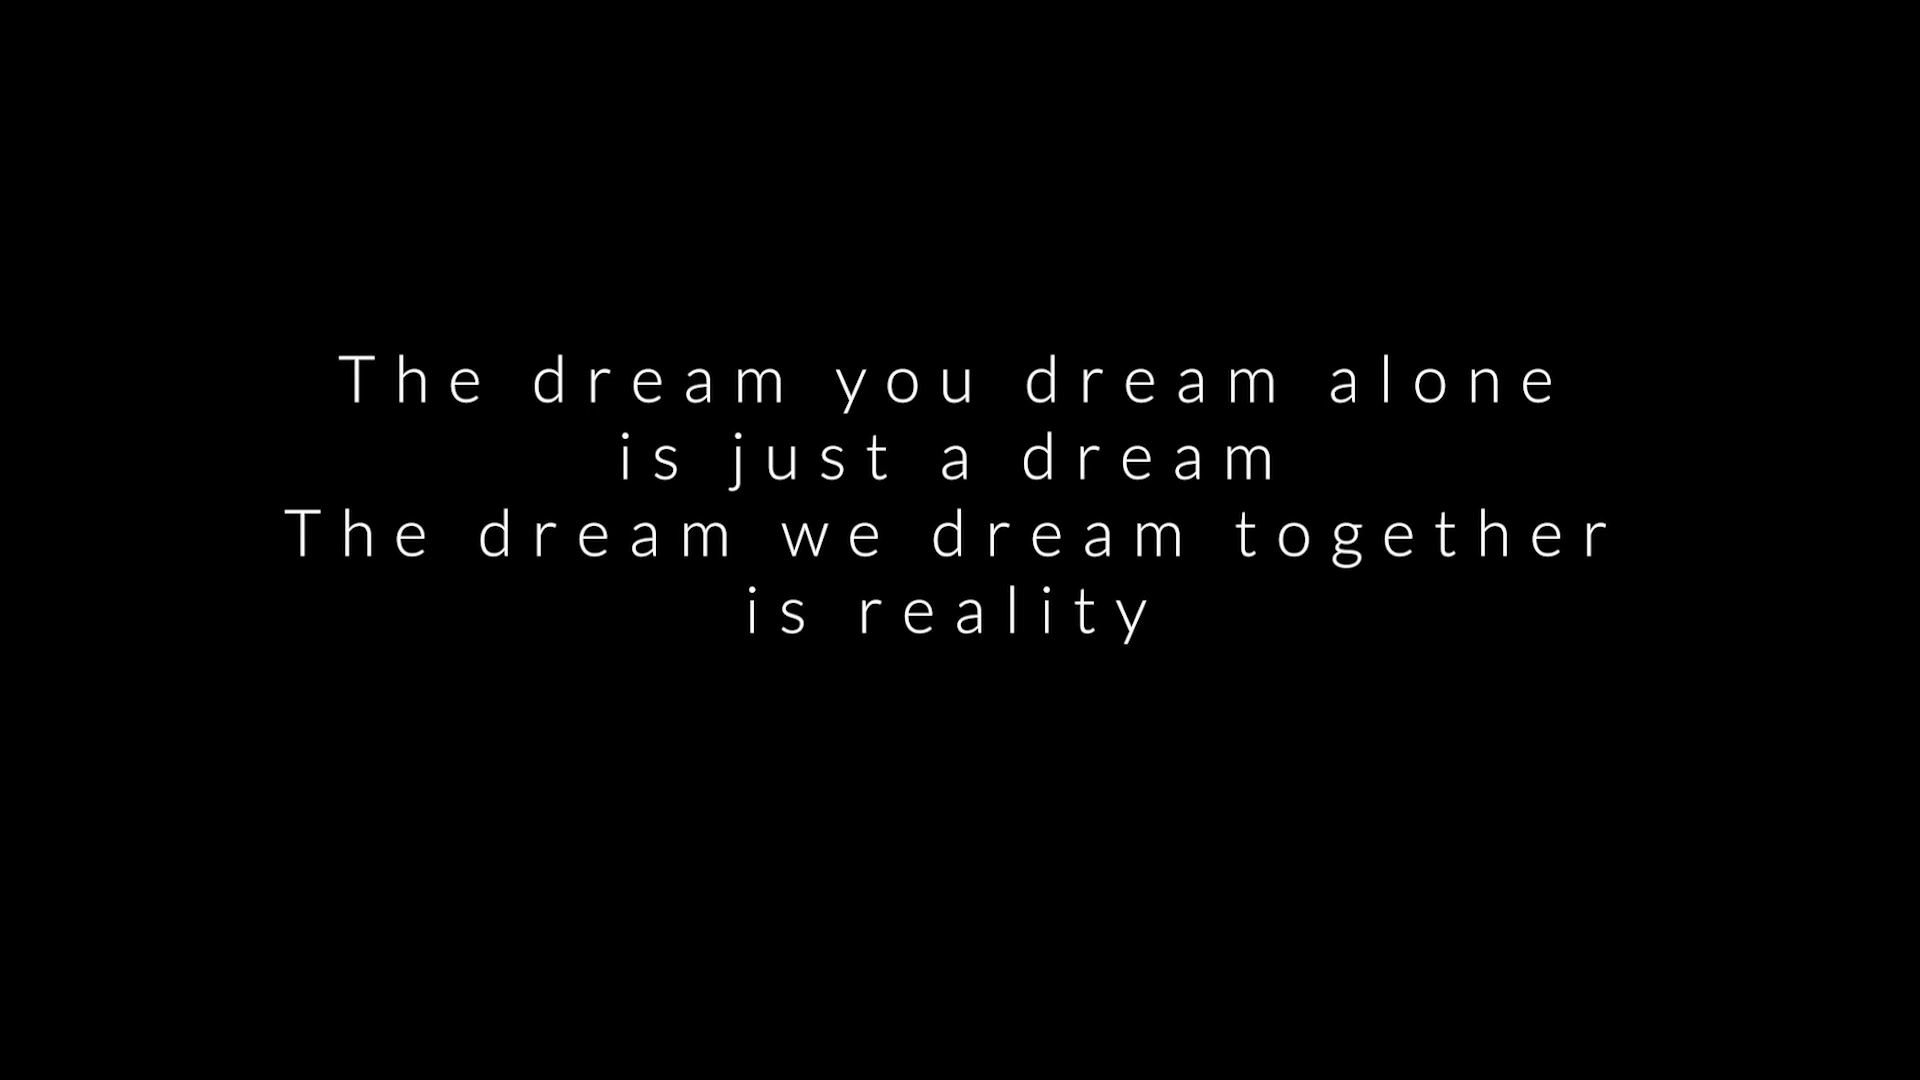 The dream you dream alone
is just a dream
The dream we dream together
is reality